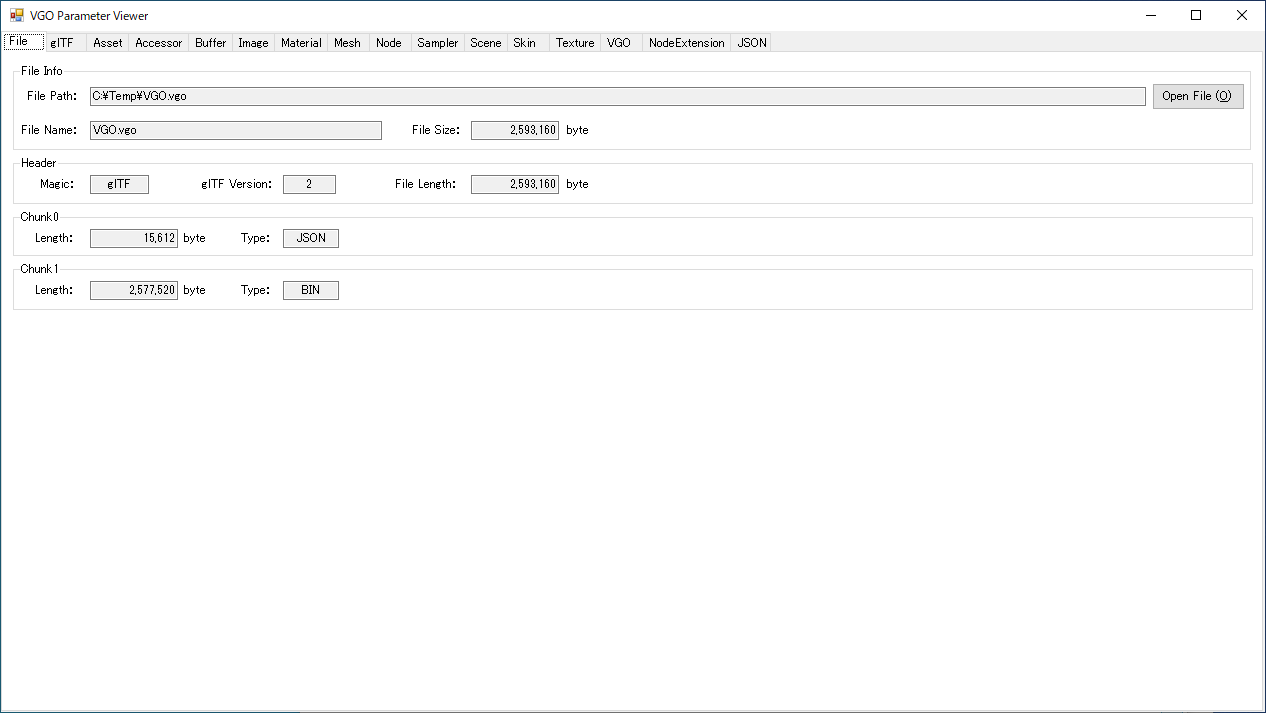 VGO Parameter Viewer
File glTF Asset Accessor Buffer Image Material Mesh Node Sampler Scene Skin Texture VGO NodeExtension JSON
File Info
File Path: C:¥Temp¥VGO.vgo Open File (O)
File Name: VGO.vgo File Size: 2,593,160 byte
Header
Magic: glTF glTF Version: 2 File Length: 2,593,160 byte
Chunk0
Length: 15,612 byte Type: JSON
Chunk1
Length: 2,577,520 byte Type: BIN